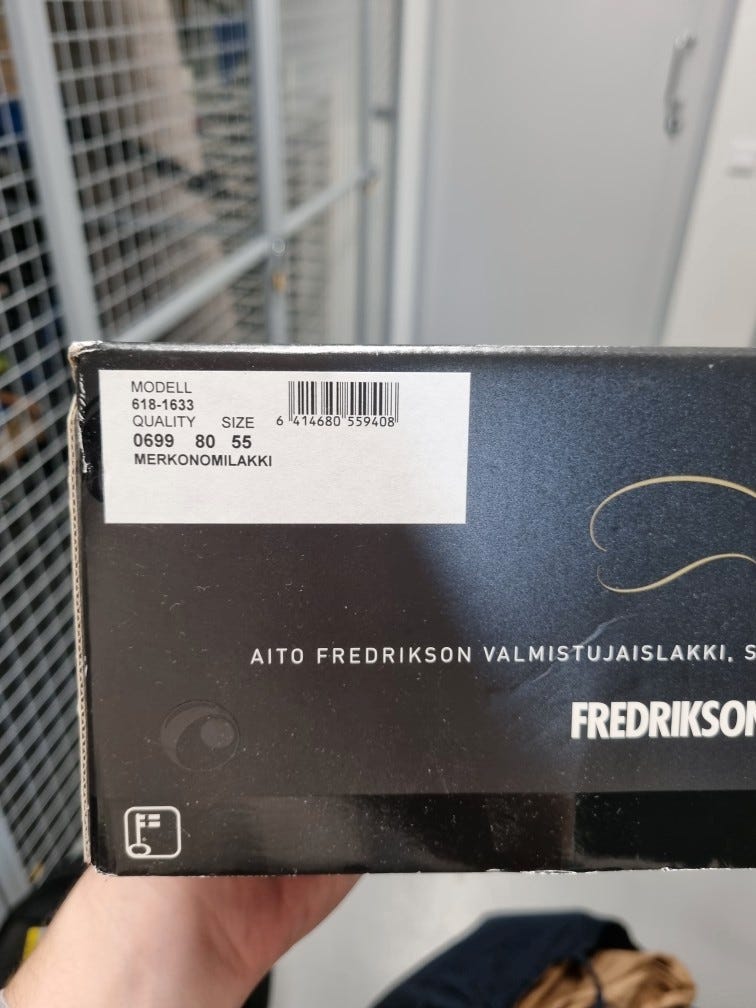 MODELL
618-1633
QUALITY SIZE
0699 80 55
MERKONOMILAKKI
6 414680 559408
AITO FREDRIKSON VALMISTUJAISLAKKI, S
FREDRIKSON